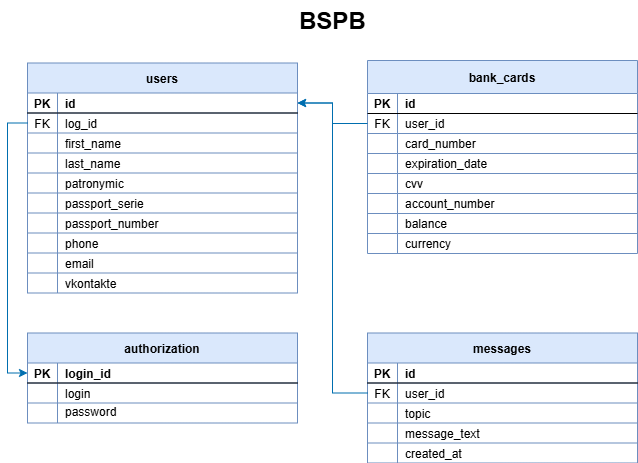 BSPB
users
PK id
FK log_id
first_name
last_name
patronymic
passport_serie
passport_number
phone
email
vkontakte
bank_cards
PK id
FK user_id
card_number
expiration_date
cvv
account_number
balance
currency
authorization
PK login_id
login
password
messages
PK id
FK user_id
topic
message_text
created_at